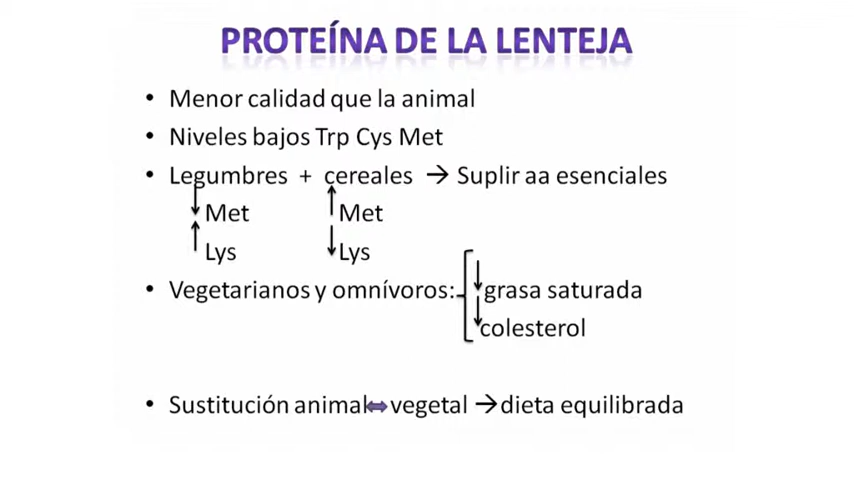 PROTEÍNA DE LA LENTEJA
• Menor calidad que la animal
• Niveles bajos Trp Cys Met
• Legumbres + cereales → Suplir aa esenciales
↓ Met ↑ Met
↑ Lys ↓ Lys
• Vegetarianos y omnívoros: ↓ grasa saturada
↓ colesterol
• Sustitución animal ⇔ vegetal → dieta equilibrada